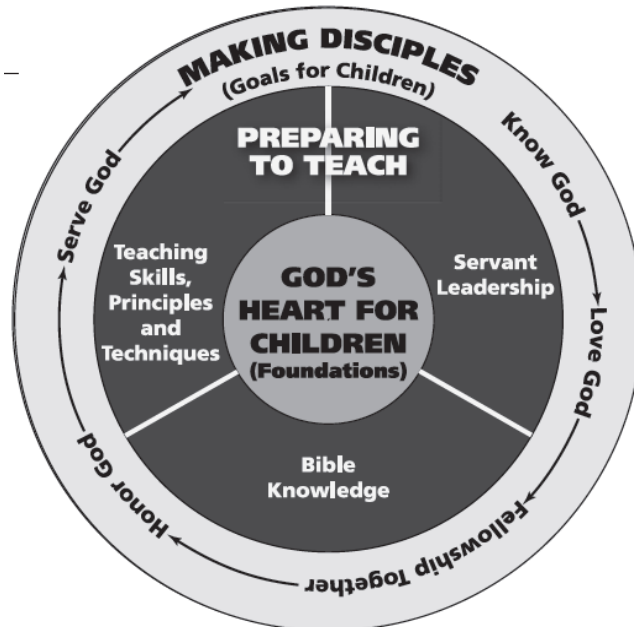 MAKING DISCIPLES
(Goals for Children)
PREPARING
TO TEACH
Know God
Love God
Fellowship Together
Honor God
Serve God
Teaching
Skills,
Principles
and
Techniques
GOD'S
HEART FOR
CHILDREN
(Foundations)
Servant
Leadership
Bible
Knowledge